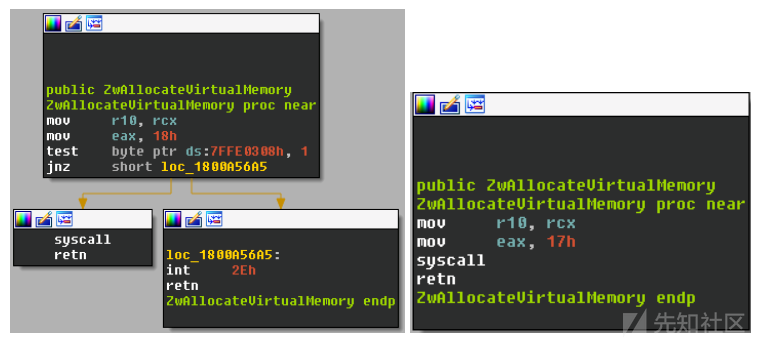 public ZwAllocateVirtualMemory
ZwAllocateVirtualMemory proc near
mov r10, rcx
mov eax, 18h
test byte ptr ds:7FFE0308h, 1
jnz short loc_1800A56A5
syscall
retn
loc_1800A56A5:
int 2Eh
retn
ZwAllocateVirtualMemory endp
public ZwAllocateVirtualMemory
ZwAllocateVirtualMemory proc near
mov r10, rcx
mov eax, 17h
syscall
retn
ZwAllocateVirtualMemory endp
先知社区